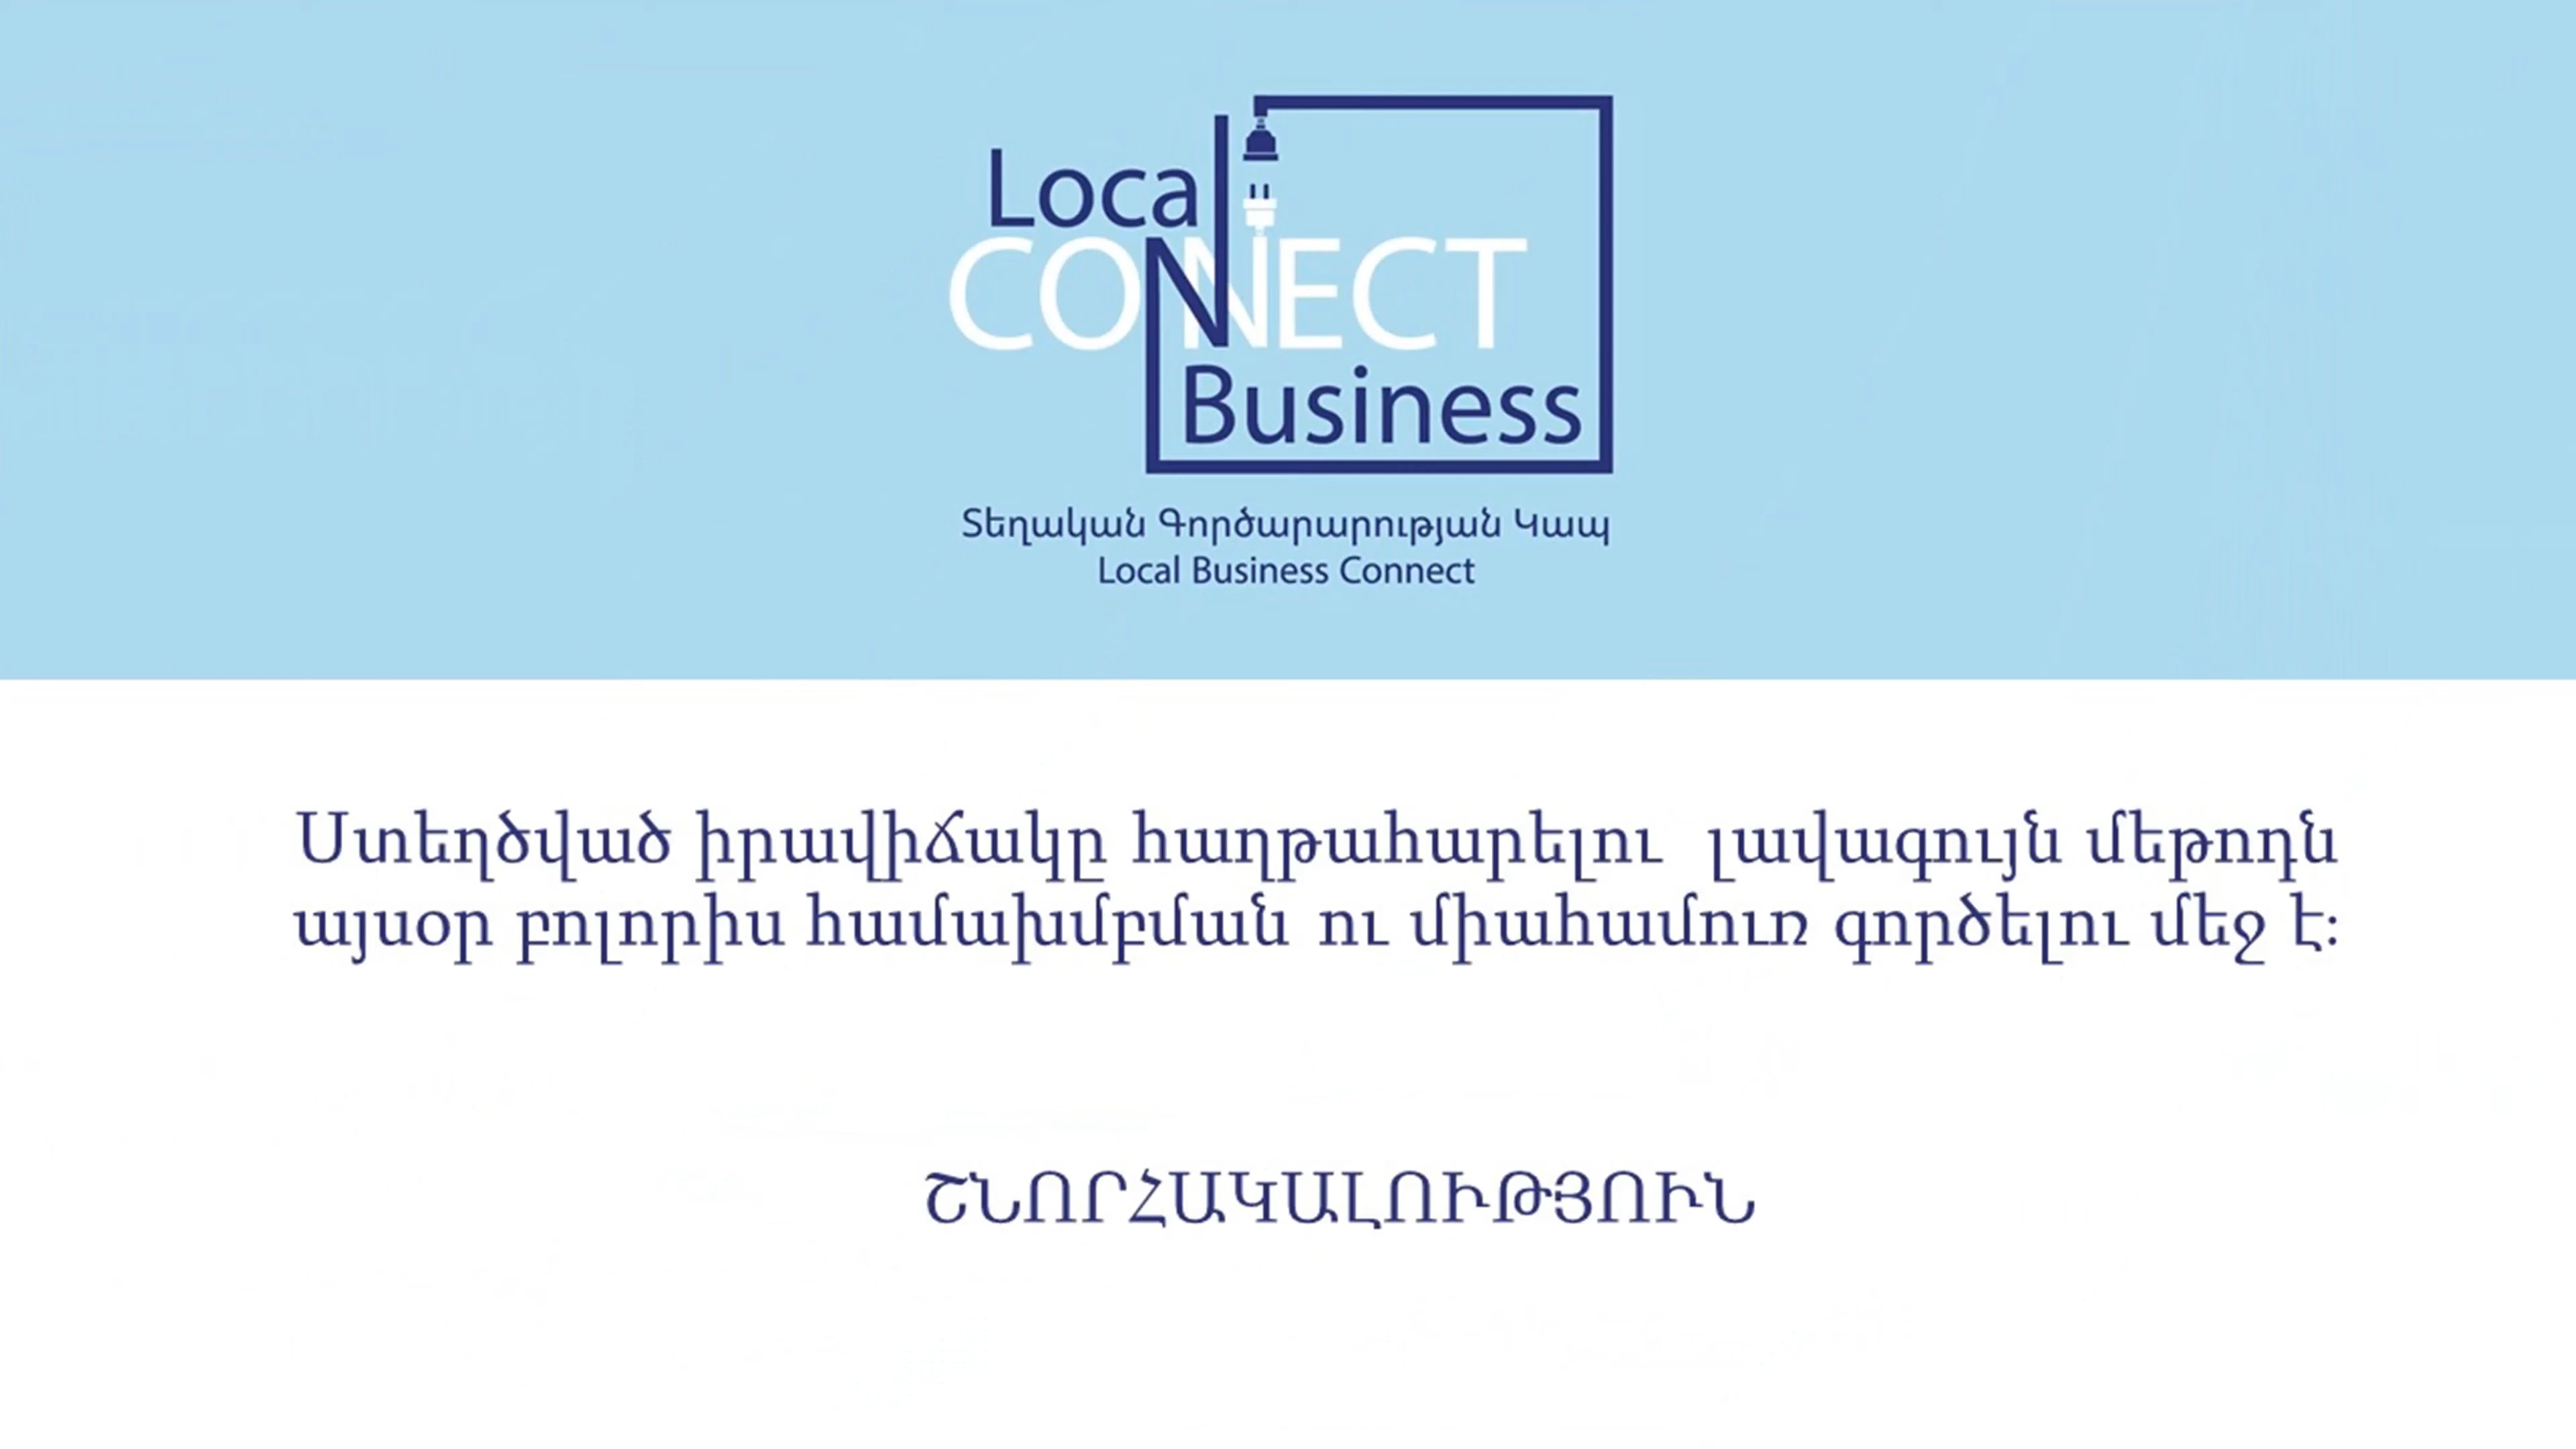 Local
CONNECT
Business
Տեղական Գործարարության Կապ
Local Business Connect
Ստեղծված իրավիճակը հաղթահարելու լավագույն մեթոդն
այսօր բոլորիս համախմբման ու միահամուռ գործելու մեջ է։
ՇՆՈՐՀԱԿԱԼՈՒԹՅՈՒՆ